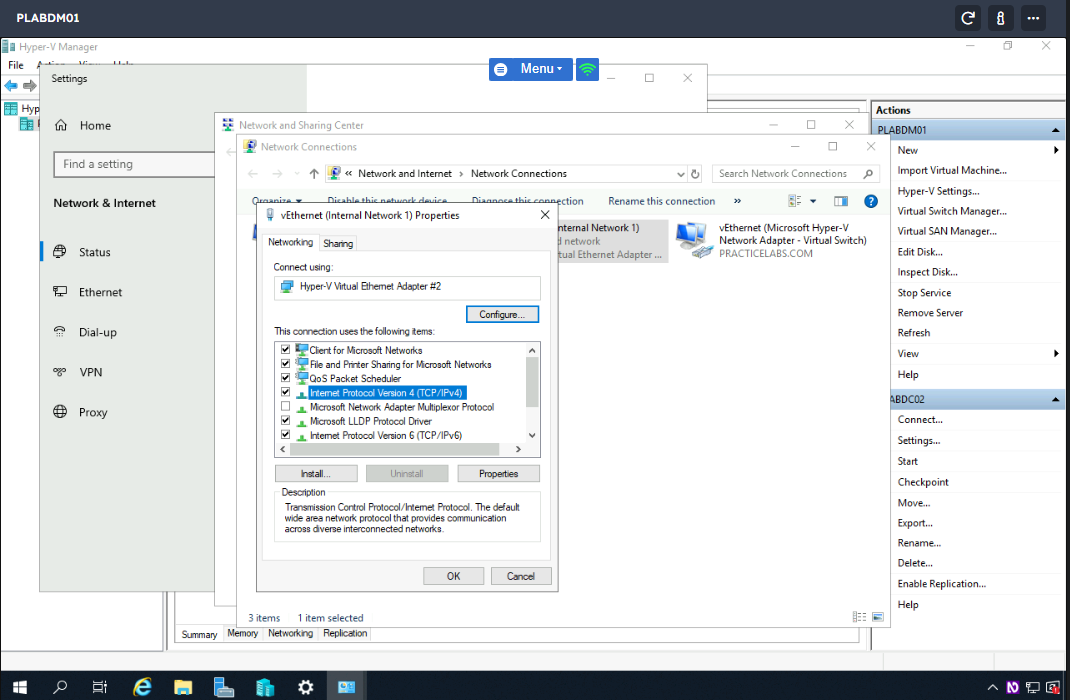 PLABDM01
Hyper-V Manager
File
Settings
Menu
Home
Find a setting
Network & Internet
Status
Ethernet
Dial-up
VPN
Proxy
Network and Sharing Center
Network Connections
« Network and Internet > Network Connections
Search Network Connections
Organize
Disable this network device
Diagnose this connection
Rename this connection
»
vEthernet (Internal Network 1) Properties
Networking
Sharing
Connect using:
Hyper-V Virtual Ethernet Adapter #2
Configure...
This connection uses the following items:
Client for Microsoft Networks
File and Printer Sharing for Microsoft Networks
QoS Packet Scheduler
Internet Protocol Version 4 (TCP/IPv4)
Microsoft Network Adapter Multiplexor Protocol
Microsoft LLDP Protocol Driver
Internet Protocol Version 6 (TCP/IPv6)
Install...
Uninstall
Properties
Description
Transmission Control Protocol/Internet Protocol. The default
wide area network protocol that provides communication
across diverse interconnected networks.
OK
Cancel
nternal Network 1)
d network
tual Ethernet Adapter ...
vEthernet (Microsoft Hyper-V
Network Adapter - Virtual Switch)
PRACTICELABS.COM
3 items
1 item selected
Summary
Memory
Networking
Replication
Actions
PLABDM01
New
Import Virtual Machine...
Hyper-V Settings...
Virtual Switch Manager...
Virtual SAN Manager...
Edit Disk...
Inspect Disk...
Stop Service
Remove Server
Refresh
View
Help
ABDC02
Connect...
Settings...
Start
Checkpoint
Move...
Export...
Rename...
Delete...
Enable Replication...
Help